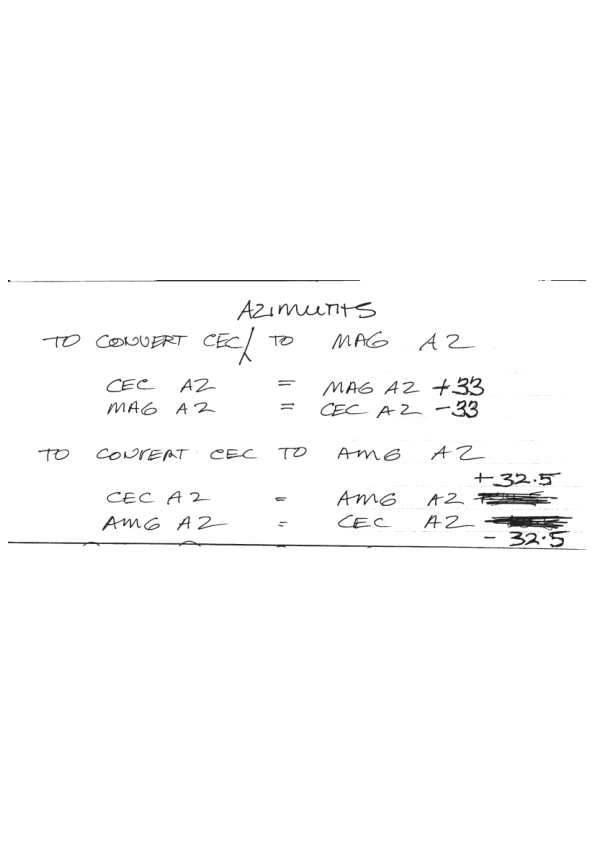 AZIMUTHS
TO CONVERT CEC TO MAG AZ
CEC AZ = MAG AZ +33
MAG AZ = CEC AZ -33
TO CONVERT CEC TO AMG AZ
+32.5
CEC AZ = AMG AZ
AMG AZ = CEC AZ
- 32.5